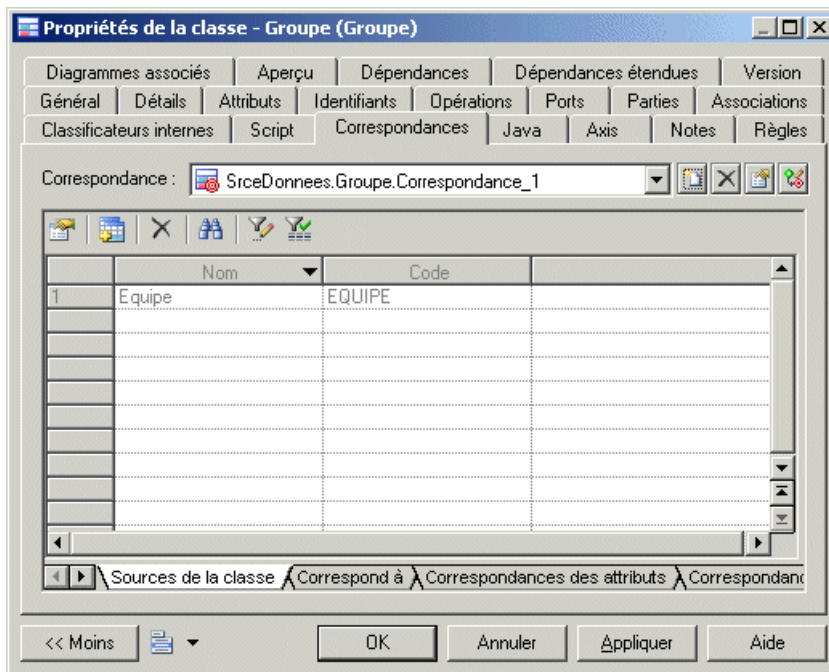 Propriétés de la classe - Groupe (Groupe)
Diagrammes associés Aperçu Dépendances Dépendances étendues Version
Général Détails Attributs Identifiants Opérations Ports Parties Associations
Classificateurs internes Script Correspondances Java Axis Notes Règles
Correspondance : SrceDonnees.Groupe.Correspondance_1
Nom Code
1 Equipe EQUIPE
Sources de la classe Correspond à Correspondances des attributs Correspondanc
<< Moins OK Annuler Appliquer Aide